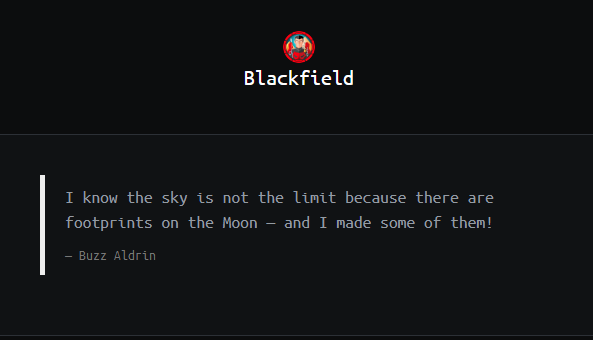 Blackfield
I know the sky is not the limit because there are
footprints on the Moon — and I made some of them!
— Buzz Aldrin